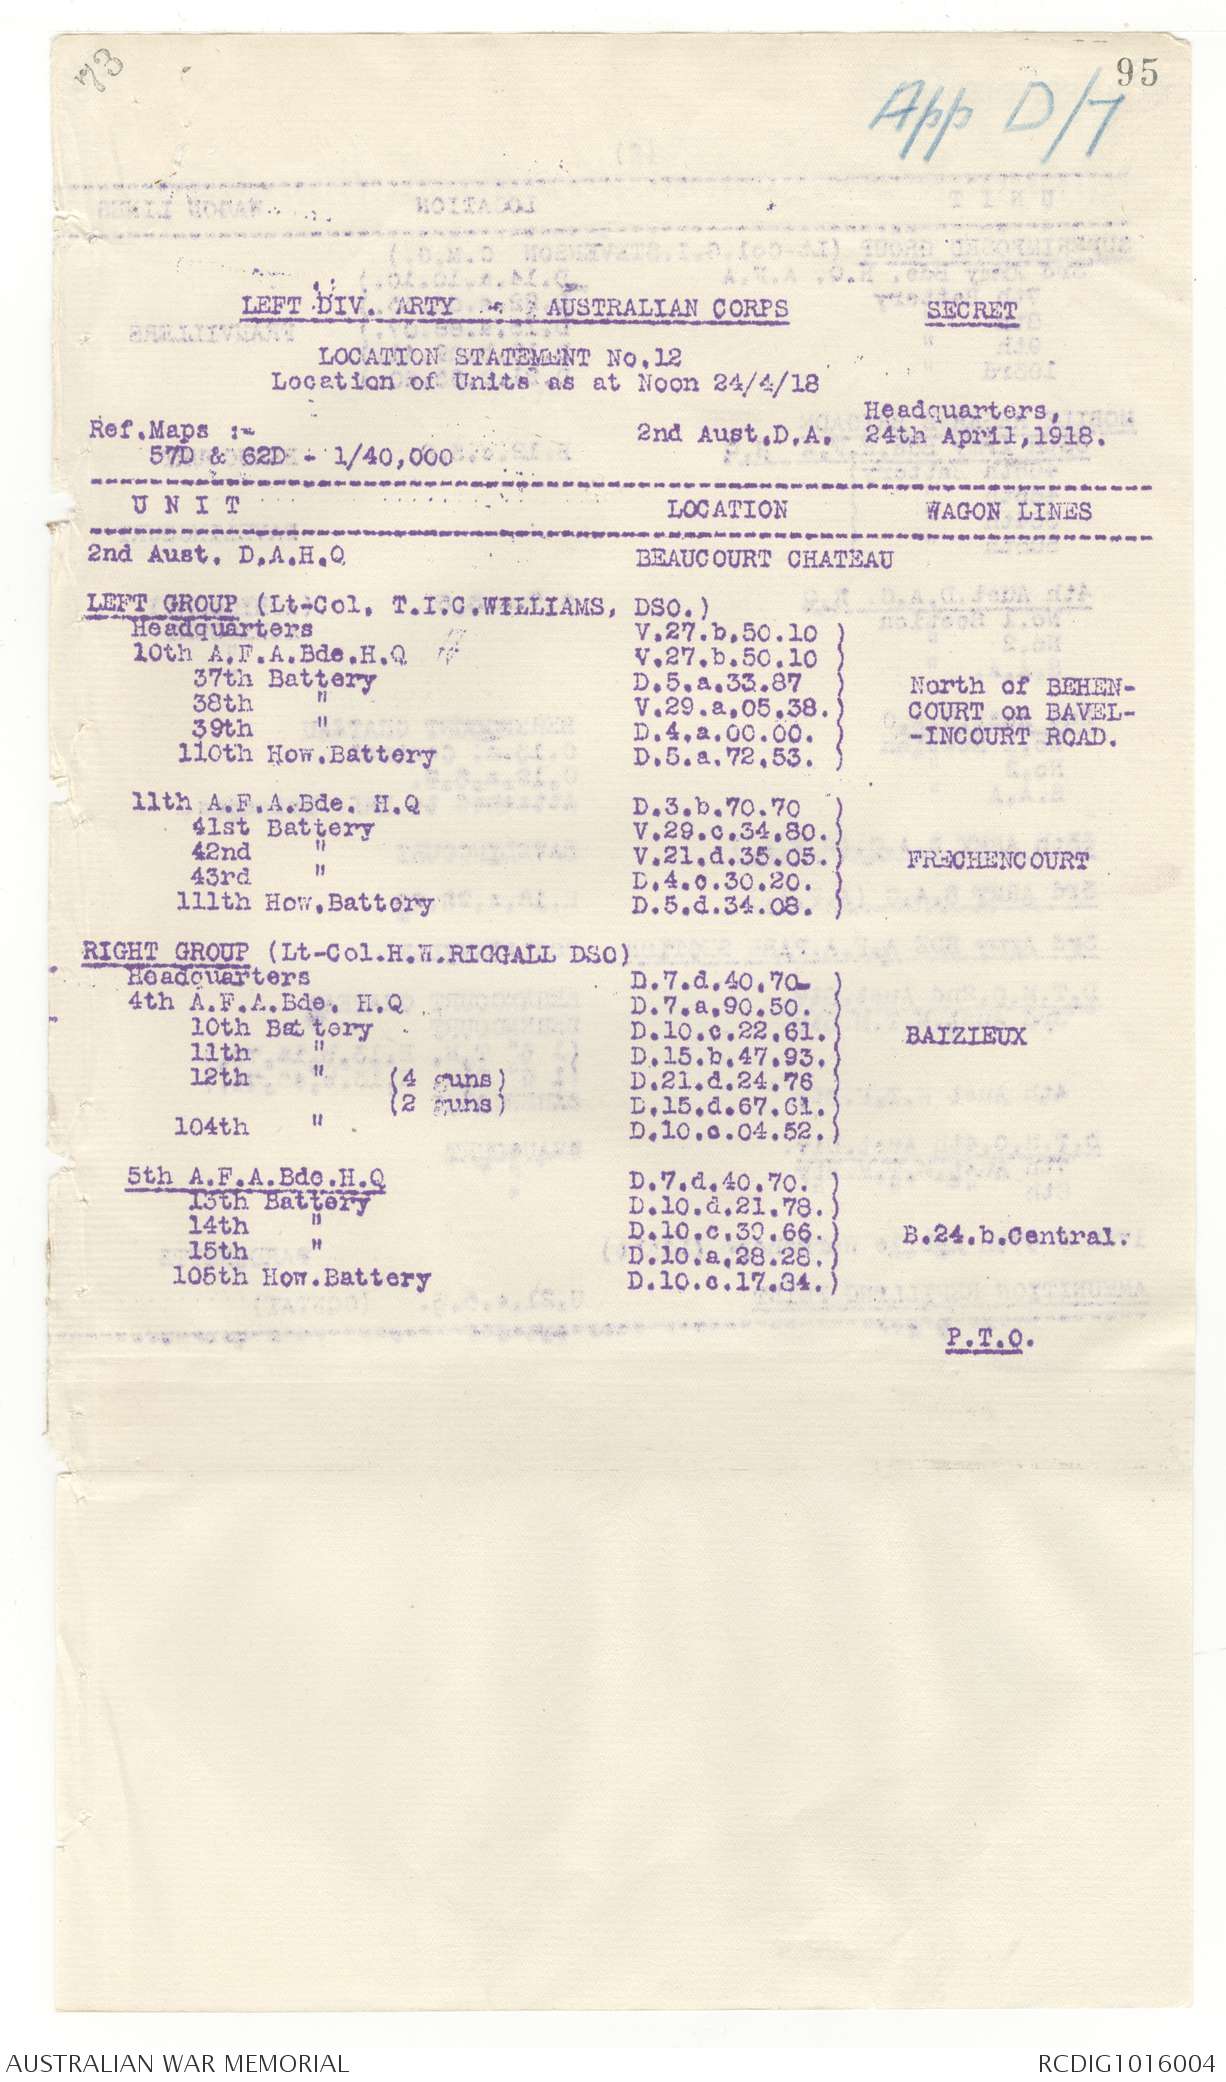 73
95
App D/7
LEFT DIV. ARTY - AUSTRALIAN CORPS SECRET
LOCATION STATEMENT No.12
Location of Units as at Noon 24/4/18
Headquarters,
Ref.Maps :- 2nd Aust.D.A. 24th April,1918.
57D & 62D - 1/40,000
U N I T LOCATION WAGON LINES
2nd Aust. D.A.H.Q BEAUCOURT CHATEAU
LEFT GROUP (Lt-Col. T.I.C.WILLIAMS, DSO.)
Headquarters V.27.b.50.10 )
10th A.F.A.Bde.H.Q V.27.b.50.10 )
37th Battery D.5.a.33.87 ) North of BEHEN-
38th " V.29.a.05.38.) COURT on BAVEL-
39th " D.4.a.00.00. ) -INCOURT ROAD.
110th How.Battery D.5.a.72.53. )
11th A.F.A.Bde. H.Q D.3.b.70.70 )
41st Battery V.29.c.34.80.)
42nd " V.21.d.35.05.) FRECHENCOURT
43rd " D.4.c.30.20. )
111th How.Battery D.5.d.34.08. )
RIGHT GROUP (Lt-Col.H.W.RIGGALL DSO)
Headquarters D.7.d.40.70- )
4th A.F.A.Bde. H.Q D.7.a.90.50. )
10th Battery D.10.c.22.61.) BAIZIEUX
11th " D.15.b.47.93.)
12th " (4 guns) D.21.d.24.76 )
(2 guns) D.15.d.67.61.)
104th " D.10.c.04.52.)
5th A.F.A.Bde.H.Q D.7.d.40.70. )
13th Battery D.10.d.21.78.)
14th " D.10.c.39.66.) B.24.b.Central.
15th " D.10.a.28.28.)
105th How.Battery D.10.c.17.84.)
P.T.O.
AUSTRALIAN WAR MEMORIAL RCDIG1016004